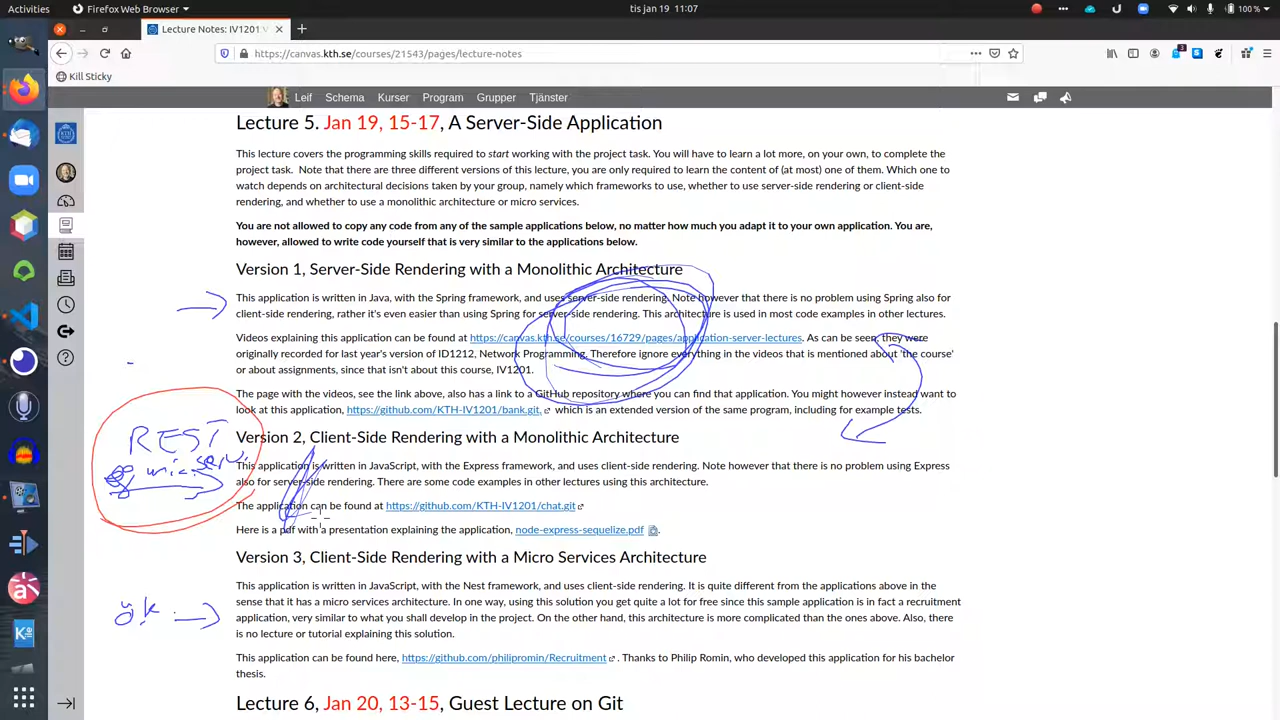 Activities
Firefox Web Browser
tis jan 19 11:07
100 %
Lecture Notes: IV1201 V
https://canvas.kth.se/courses/21543/pages/lecture-notes
3
Kill Sticky
Leif Schema Kurser Program Grupper Tjänster
Lecture 5. Jan 19, 15-17, A Server-Side Application
This lecture covers the programming skills required to start working with the project task. You will have to learn a lot more, on your own, to complete the
project task. Note that there are three different versions of this lecture, you are only required to learn the content of (at most) one of them. Which one to
watch depends on architectural decisions taken by your group, namely which frameworks to use, whether to use server-side rendering or client-side
rendering, and whether to use a monolithic architecture or micro services.
You are not allowed to copy any code from any of the sample applications below, no matter how much you adapt it to your own application. You are,
however, allowed to write code yourself that is very similar to the applications below.
Version 1, Server-Side Rendering with a Monolithic Architecture
This application is written in Java, with the Spring framework, and uses server-side rendering. Note however that there is no problem using Spring also for
client-side rendering, rather it's even easier than using Spring for server-side rendering. This architecture is used in most code examples in other lectures.
Videos explaining this application can be found at https://canvas.kth.se/courses/16729/pages/application-server-lectures. As can be seen, they were
originally recorded for last year's version of ID1212, Network Programming. Therefore ignore everything in the videos that is mentioned about 'the course'
or about assignments, since that isn't about this course, IV1201.
The page with the videos, see the link above, also has a link to a GitHub repository where you can find that application. You might however instead want to
look at this application, https://github.com/KTH-IV1201/bank.git, which is an extended version of the same program, including for example tests.
REST
Version 2, Client-Side Rendering with a Monolithic Architecture
This application is written in JavaScript, with the Express framework, and uses client-side rendering. Note however that there is no problem using Express
also for server-side rendering. There are some code examples in other lectures using this architecture.
The application can be found at https://github.com/KTH-IV1201/chat.git
Here is a pdf with a presentation explaining the application, node-express-sequelize.pdf.
Version 3, Client-Side Rendering with a Micro Services Architecture
This application is written in JavaScript, with the Nest framework, and uses client-side rendering. It is quite different from the applications above in the
sense that it has a micro services architecture. In one way, using this solution you get quite a lot for free since this sample application is in fact a recruitment
application, very similar to what you shall develop in the project. On the other hand, this architecture is more complicated than the ones above. Also, there
is no lecture or tutorial explaining this solution.
This application can be found here, https://github.com/philipromin/Recruitment . Thanks to Philip Romin, who developed this application for his bachelor
thesis.
Lecture 6, Jan 20, 13-15, Guest Lecture on Git